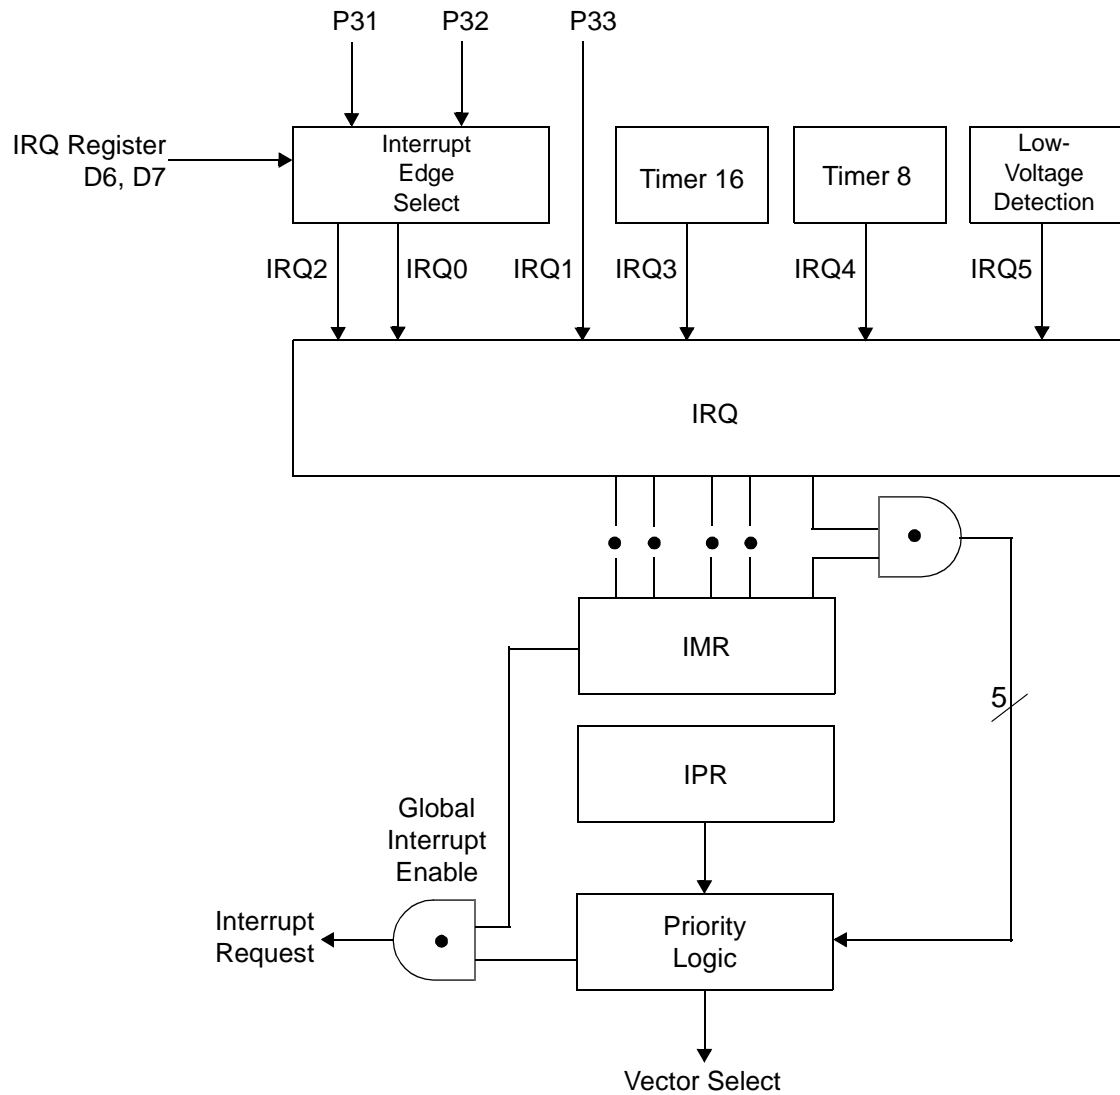 P31
P32
P33
IRQ Register
D6, D7
Interrupt
Edge
Select
Timer 16
Timer 8
Low-
Voltage
Detection
IRQ2
IRQ0
IRQ1
IRQ3
IRQ4
IRQ5
IRQ
IMR
5
IPR
Global
Interrupt
Enable
Interrupt
Request
Priority
Logic
Vector Select